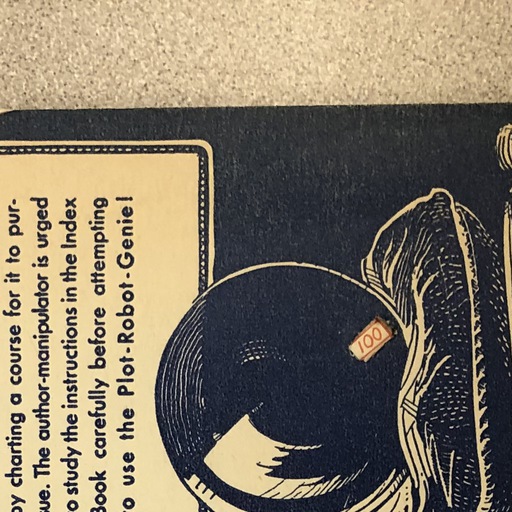 by charting a course for it to pur-
sue. The author-manipulator is urged
to study the instructions in the Index
Book carefully before attempting
to use the Plot-Robot-Genie!
100